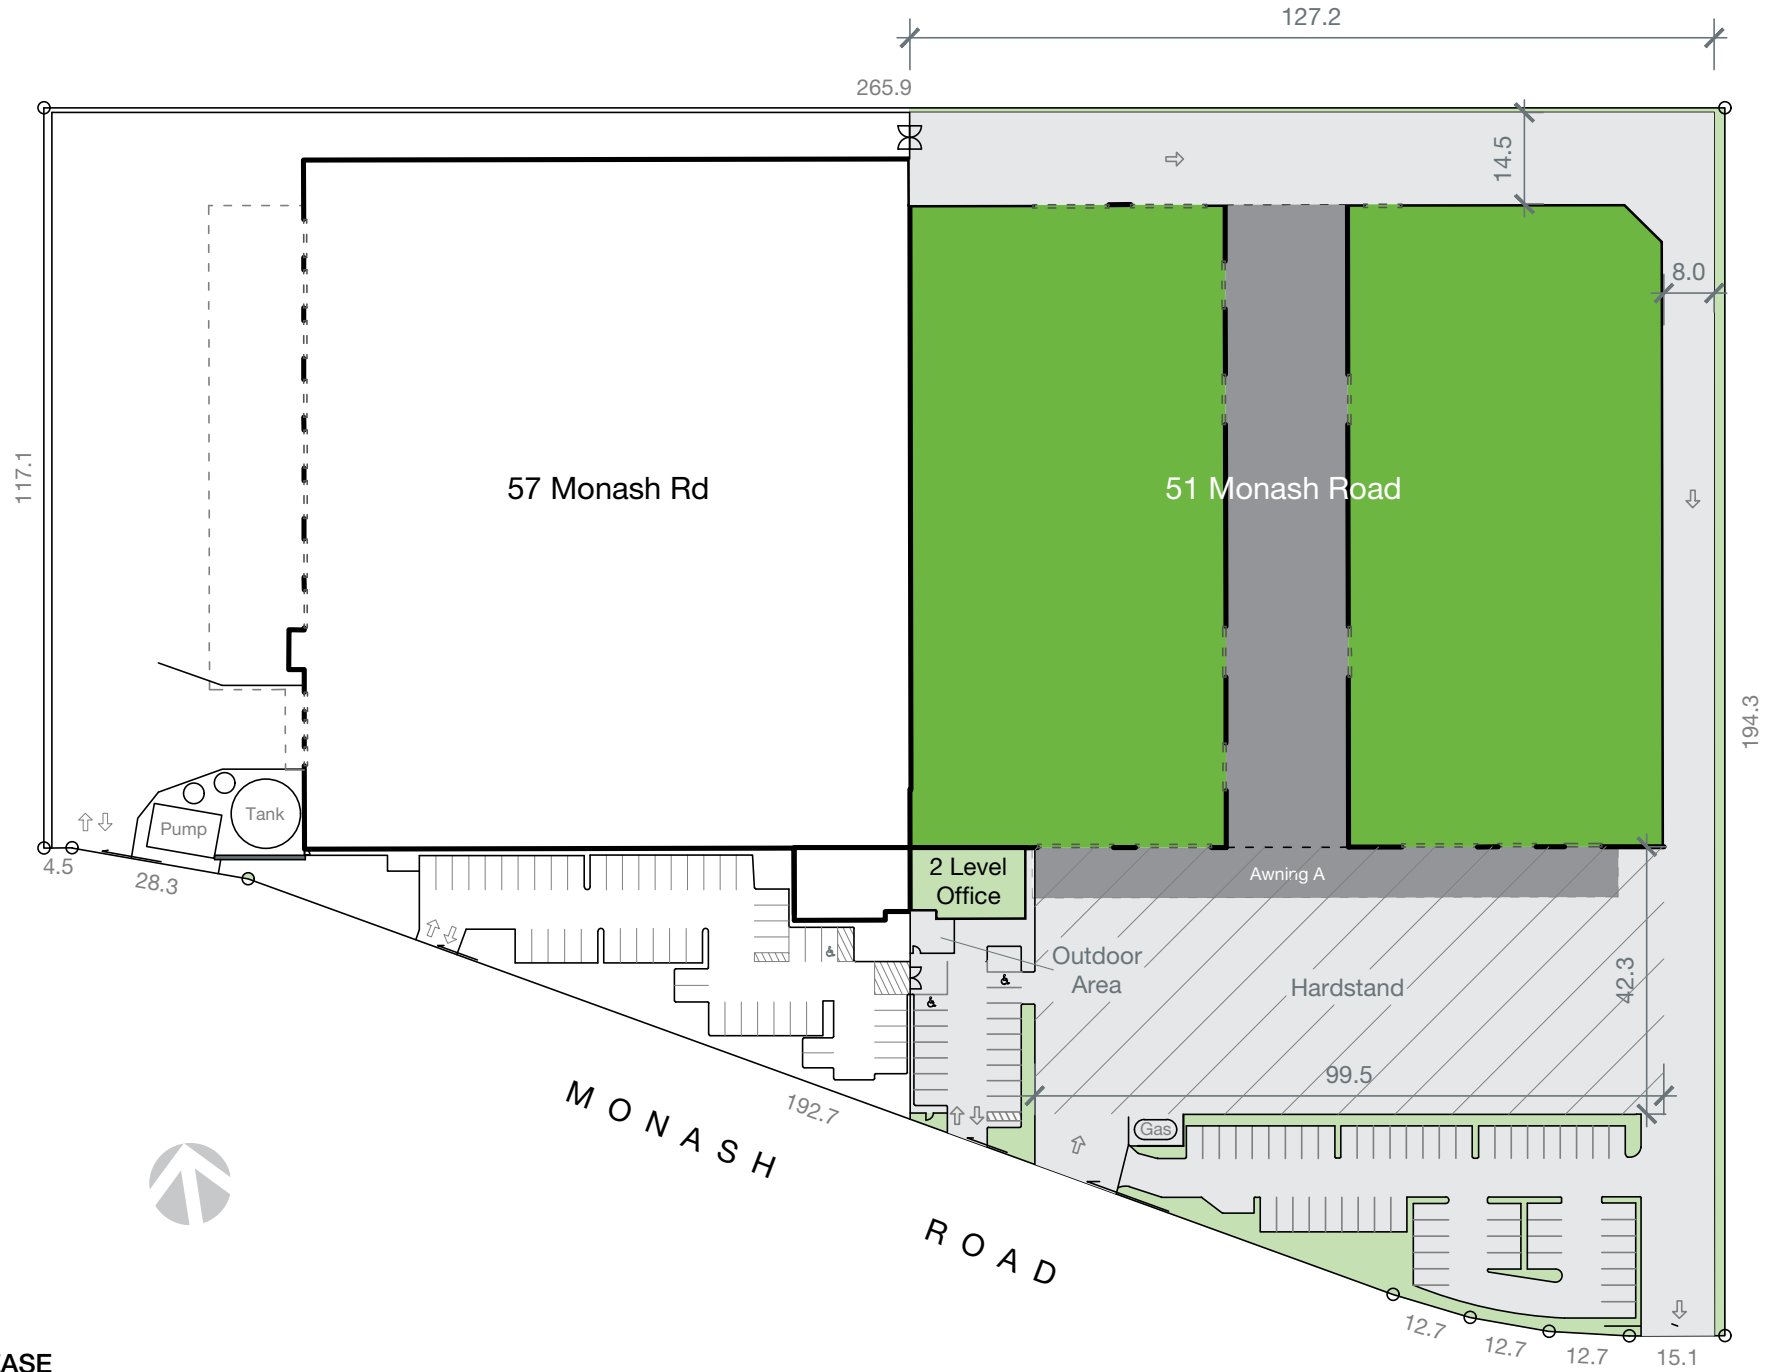 127.2
265.9
14.5
8.0
117.1
57 Monash Rd
51 Monash Road
194.3
Tank
Pump
4.5
28.3
2 Level
Office
Awning A
Outdoor
Area
Hardstand
42.3
99.5
192.7
MONASH
ROAD
Gas
12.7
12.7
12.7
15.1